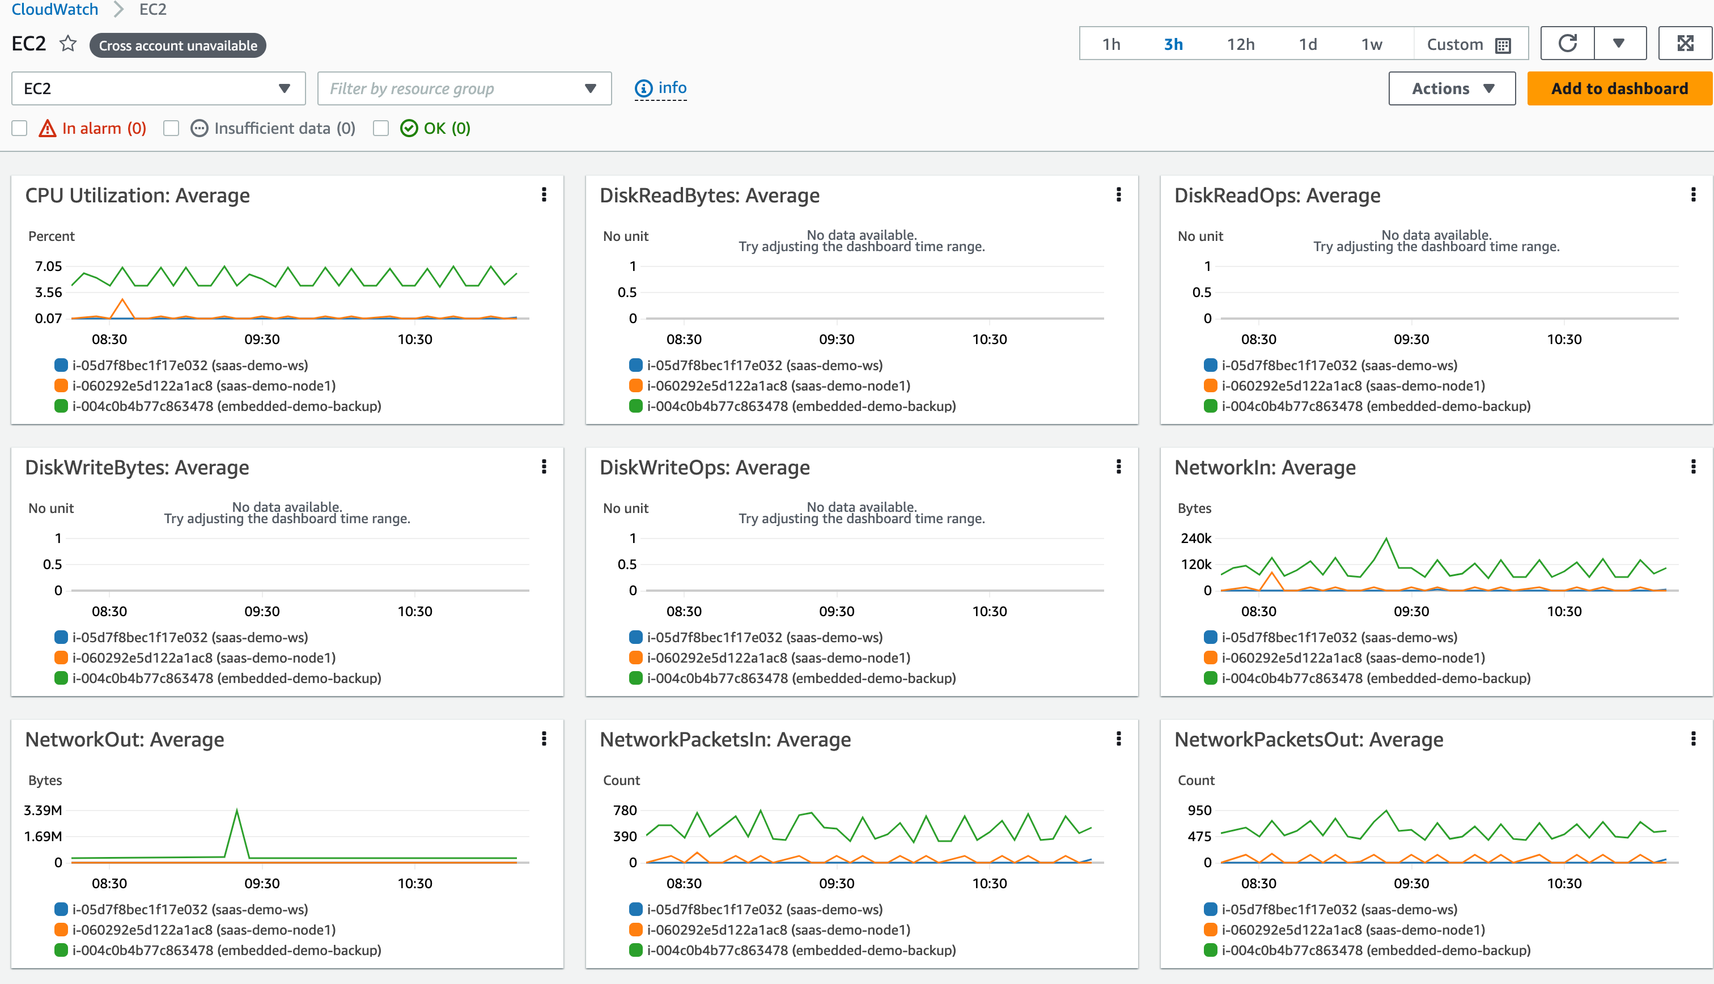 CloudWatch > EC2
EC2 Cross account unavailable
1h 3h 12h 1d 1w Custom
EC2 Filter by resource group info
Actions Add to dashboard
In alarm (0) Insufficient data (0) OK (0)
CPU Utilization: Average
Percent
7.05
3.56
0.07
08:30 09:30 10:30
i-05d7f8bec1f17e032 (saas-demo-ws)
i-060292e5d122a1ac8 (saas-demo-node1)
i-004c0b4b77c863478 (embedded-demo-backup)
DiskReadBytes: Average
No unit
No data available.
Try adjusting the dashboard time range.
1
0.5
0
08:30 09:30 10:30
i-05d7f8bec1f17e032 (saas-demo-ws)
i-060292e5d122a1ac8 (saas-demo-node1)
i-004c0b4b77c863478 (embedded-demo-backup)
DiskReadOps: Average
No unit
No data available.
Try adjusting the dashboard time range.
1
0.5
0
08:30 09:30 10:30
i-05d7f8bec1f17e032 (saas-demo-ws)
i-060292e5d122a1ac8 (saas-demo-node1)
i-004c0b4b77c863478 (embedded-demo-backup)
DiskWriteBytes: Average
No unit
No data available.
Try adjusting the dashboard time range.
1
0.5
0
08:30 09:30 10:30
i-05d7f8bec1f17e032 (saas-demo-ws)
i-060292e5d122a1ac8 (saas-demo-node1)
i-004c0b4b77c863478 (embedded-demo-backup)
DiskWriteOps: Average
No unit
No data available.
Try adjusting the dashboard time range.
1
0.5
0
08:30 09:30 10:30
i-05d7f8bec1f17e032 (saas-demo-ws)
i-060292e5d122a1ac8 (saas-demo-node1)
i-004c0b4b77c863478 (embedded-demo-backup)
NetworkIn: Average
Bytes
240k
120k
0
08:30 09:30 10:30
i-05d7f8bec1f17e032 (saas-demo-ws)
i-060292e5d122a1ac8 (saas-demo-node1)
i-004c0b4b77c863478 (embedded-demo-backup)
NetworkOut: Average
Bytes
3.39M
1.69M
0
08:30 09:30 10:30
i-05d7f8bec1f17e032 (saas-demo-ws)
i-060292e5d122a1ac8 (saas-demo-node1)
i-004c0b4b77c863478 (embedded-demo-backup)
NetworkPacketsIn: Average
Count
780
390
0
08:30 09:30 10:30
i-05d7f8bec1f17e032 (saas-demo-ws)
i-060292e5d122a1ac8 (saas-demo-node1)
i-004c0b4b77c863478 (embedded-demo-backup)
NetworkPacketsOut: Average
Count
950
475
0
08:30 09:30 10:30
i-05d7f8bec1f17e032 (saas-demo-ws)
i-060292e5d122a1ac8 (saas-demo-node1)
i-004c0b4b77c863478 (embedded-demo-backup)